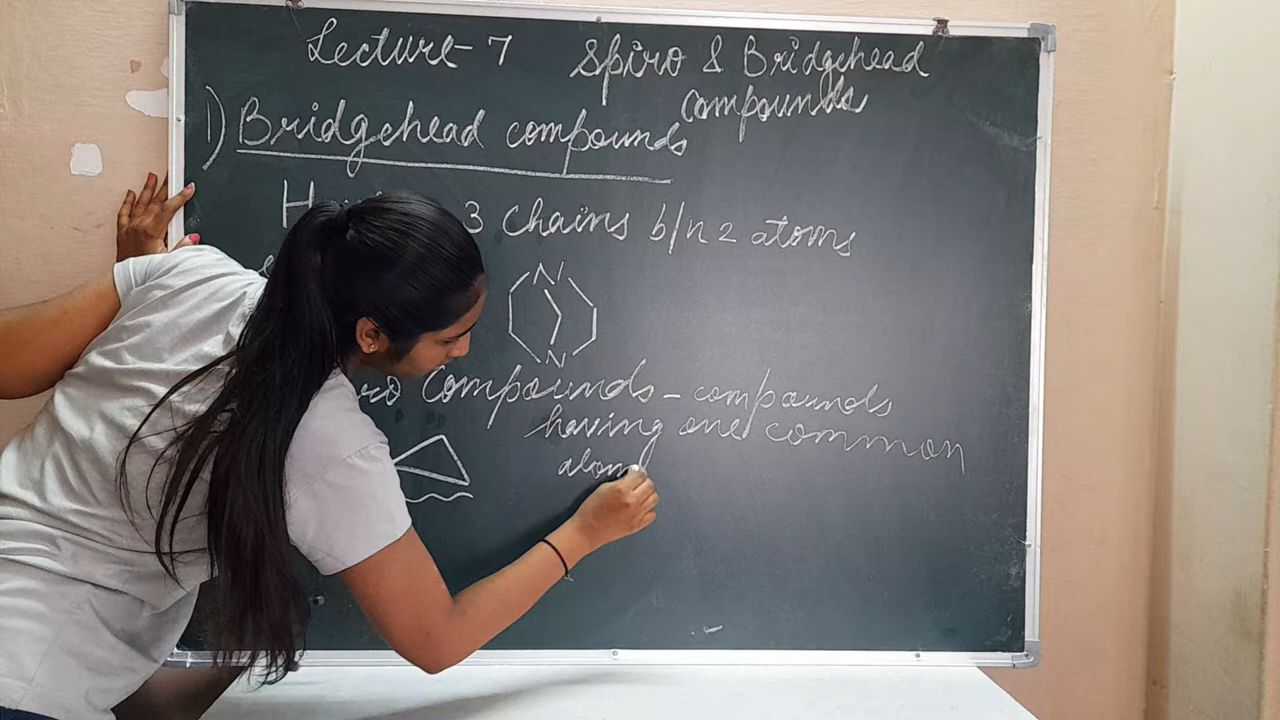 Lecture - 7 Spiro & Bridgehead
compounds
1) Bridgehead compounds
3 chains b/n 2 atoms
N
N
Compounds - compounds
having one common
atom